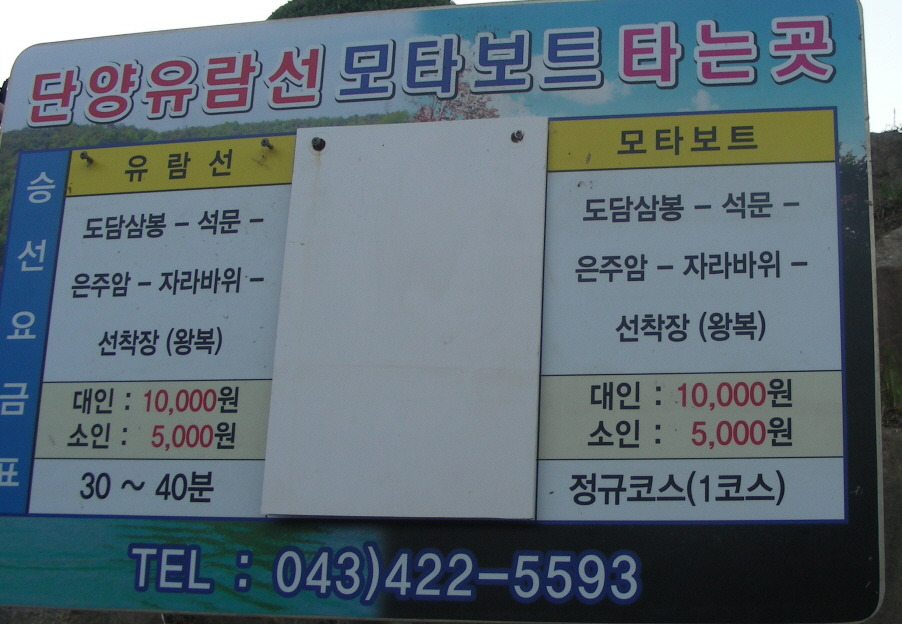 단양유람선 모타보트 타는곳
승선요금표
유람선
도담삼봉 - 석문 -
은주암 - 자라바위 -
선착장 (왕복)
대인 : 10,000원
소인 : 5,000원
30 ~ 40분
모타보트
도담삼봉 - 석문 -
은주암 - 자라바위 -
선착장 (왕복)
대인 : 10,000원
소인 : 5,000원
정규코스(1코스)
TEL : 043)422-5593